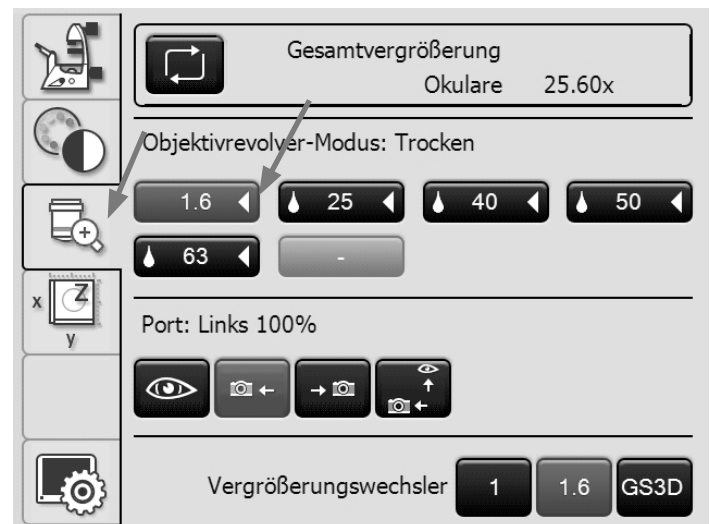 Gesamtvergrößerung
Okulare 25.60x
Objektivrevolver-Modus: Trocken
1.6 25 40 50
63 -
x Z
y
Port: Links 100%
Vergrößerungswechsler 1 1.6 GS3D